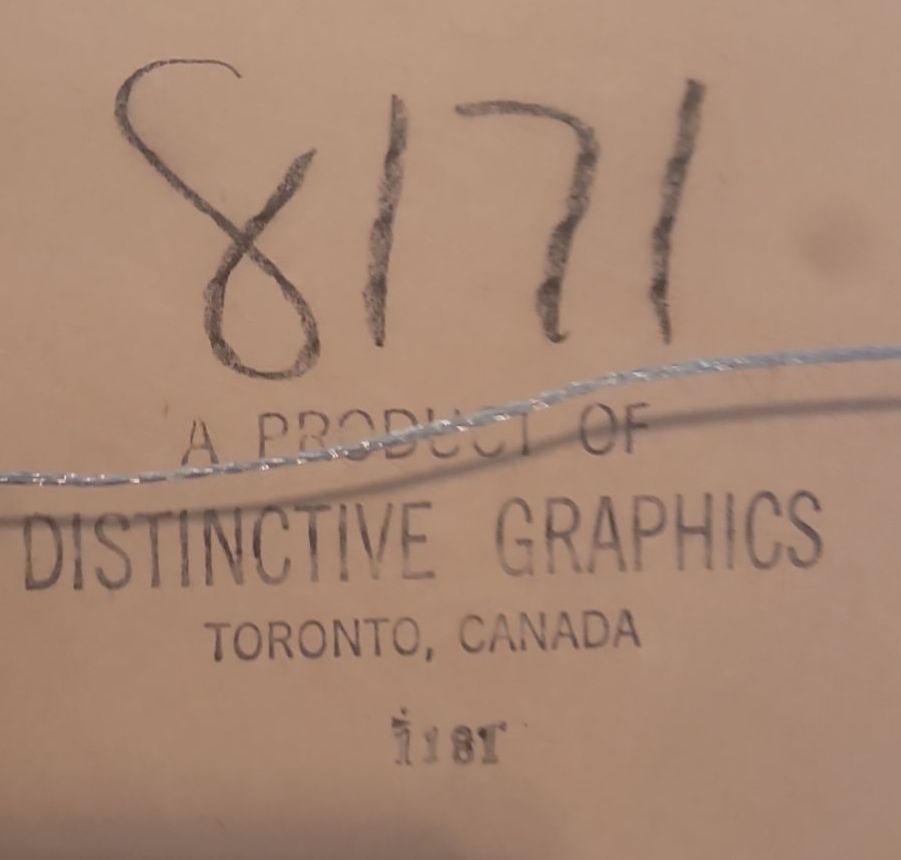 8171
A PRODUCT OF
DISTINCTIVE GRAPHICS
TORONTO, CANADA